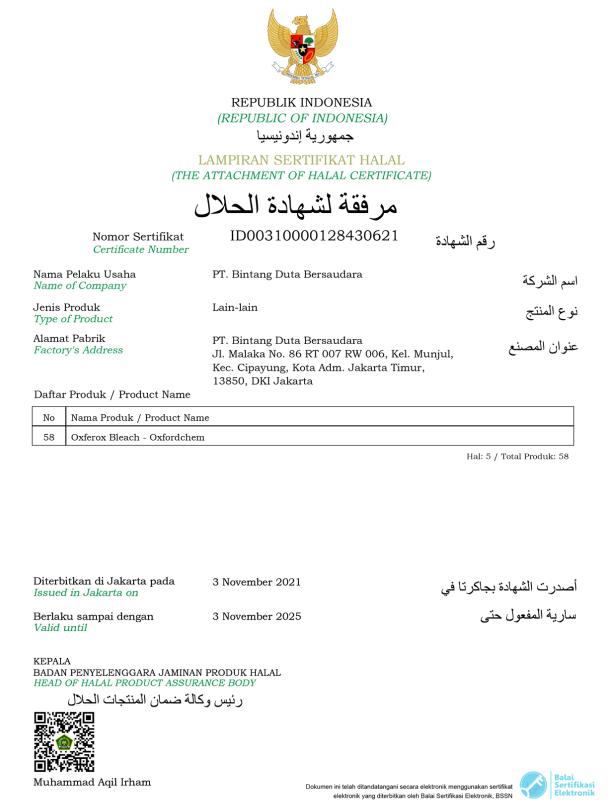 REPUBLIK INDONESIA
(REPUBLIC OF INDONESIA)
جمهورية إندونيسيا
LAMPIRAN SERTIFIKAT HALAL
(THE ATTACHMENT OF HALAL CERTIFICATE)
مرفقة لشهادة الحلال
Nomor Sertifikat ID00310000128430621 رقم الشهادة
Certificate Number
Nama Pelaku Usaha PT. Bintang Duta Bersaudara اسم الشركة
Name of Company
Jenis Produk Lain-lain نوع المنتج
Type of Product
Alamat Pabrik PT. Bintang Duta Bersaudara عنوان المصنع
Factory's Address Jl. Malaka No. 86 RT 007 RW 006, Kel. Munjul,
Kec. Cipayung, Kota Adm. Jakarta Timur,
13850, DKI Jakarta
Daftar Produk / Product Name
No Nama Produk / Product Name
58 Oxferox Bleach - Oxfordchem
Hal: 5 / Total Produk: 58
Diterbitkan di Jakarta pada 3 November 2021 أصدرت الشهادة بجاكرتا في
Issued in Jakarta on
Berlaku sampai dengan 3 November 2025 سارية المفعول حتى
Valid until
KEPALA
BADAN PENYELENGGARA JAMINAN PRODUK HALAL
HEAD OF HALAL PRODUCT ASSURANCE BODY
رئيس وكالة ضمان المنتجات الحلال
Muhammad Aqil Irham
Dokumen ini telah ditandatangani secara elektronik menggunakan sertifikat
elektronik yang diterbitkan oleh Balai Sertifikasi Elektronik, BSSN
Balai
Sertifikasi
Elektronik